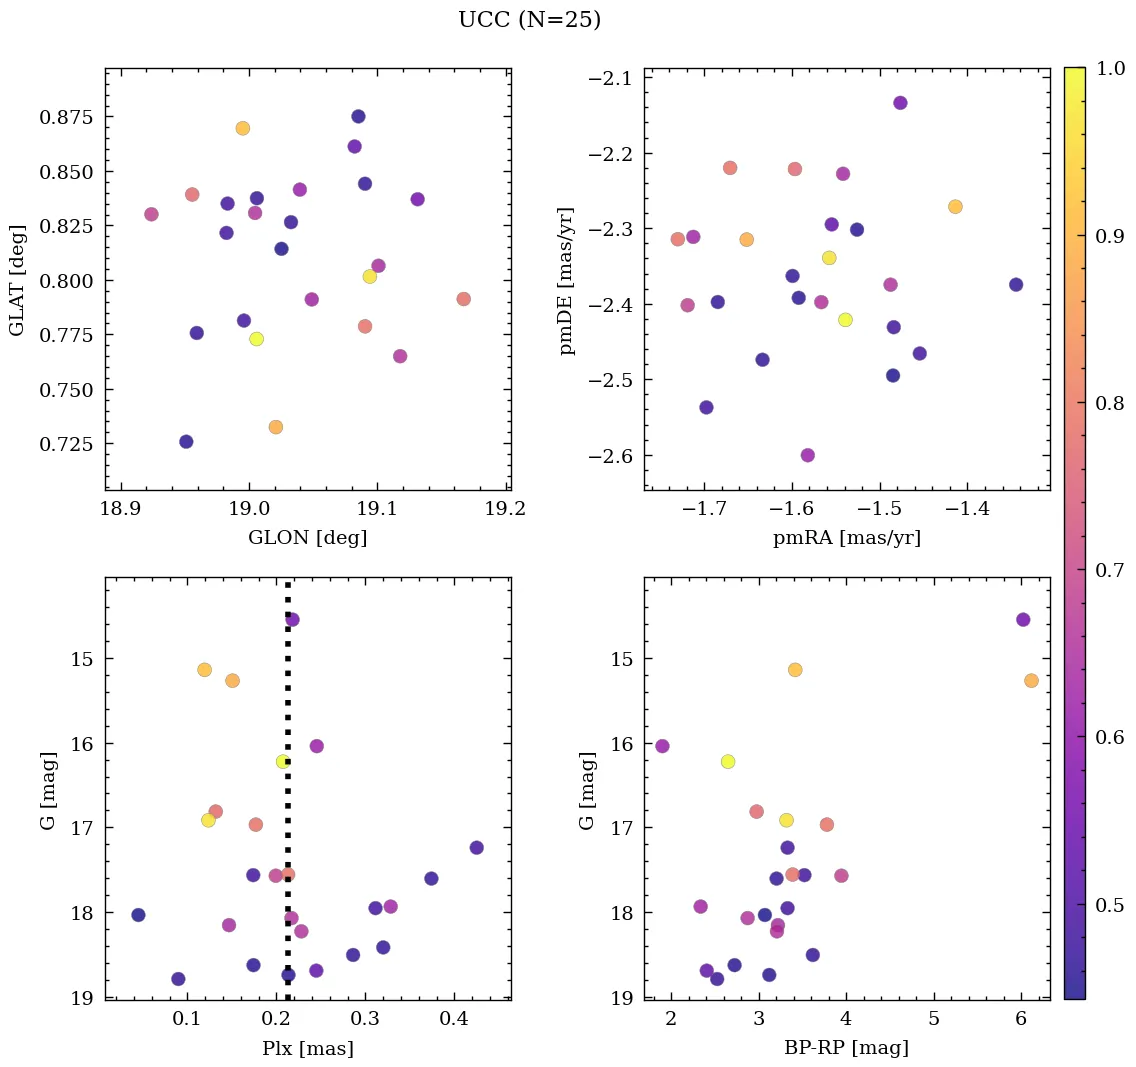 UCC (N=25)
0.875
0.850
0.825
0.800
0.775
0.750
0.725
GLAT [deg]
18.9 19.0 19.1 19.2
GLON [deg]
−2.1
−2.2
−2.3
−2.4
−2.5
−2.6
pmDE [mas/yr]
−1.7 −1.6 −1.5 −1.4
pmRA [mas/yr]
1.0
0.9
0.8
0.7
0.6
0.5
15
16
17
18
19
G [mag]
0.1 0.2 0.3 0.4
Plx [mas]
15
16
17
18
19
G [mag]
2 3 4 5 6
BP-RP [mag]